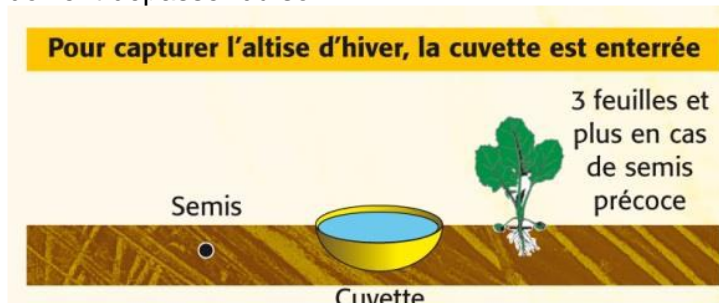 Pour capturer l'altise d'hiver, la cuvette est enterrée
3 feuilles et
plus en cas
de semis
précoce
Semis
Cuvette